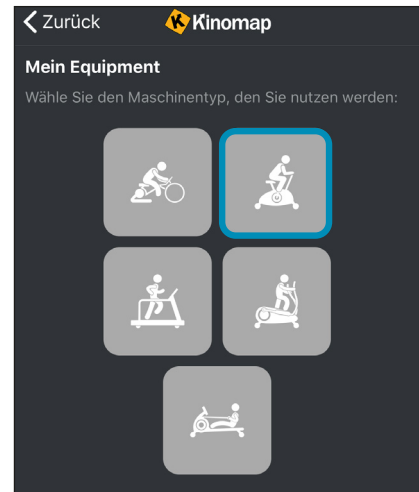 Zurück Kinomap
Mein Equipment
Wähle Sie den Maschinentyp, den Sie nutzen werden: